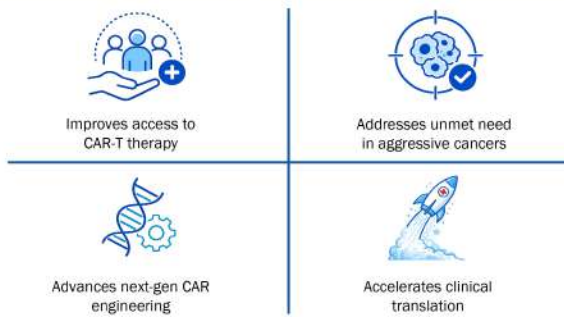 Improves access to
CAR-T therapy
Addresses unmet need
in aggressive cancers
Advances next-gen CAR
engineering
Accelerates clinical
translation